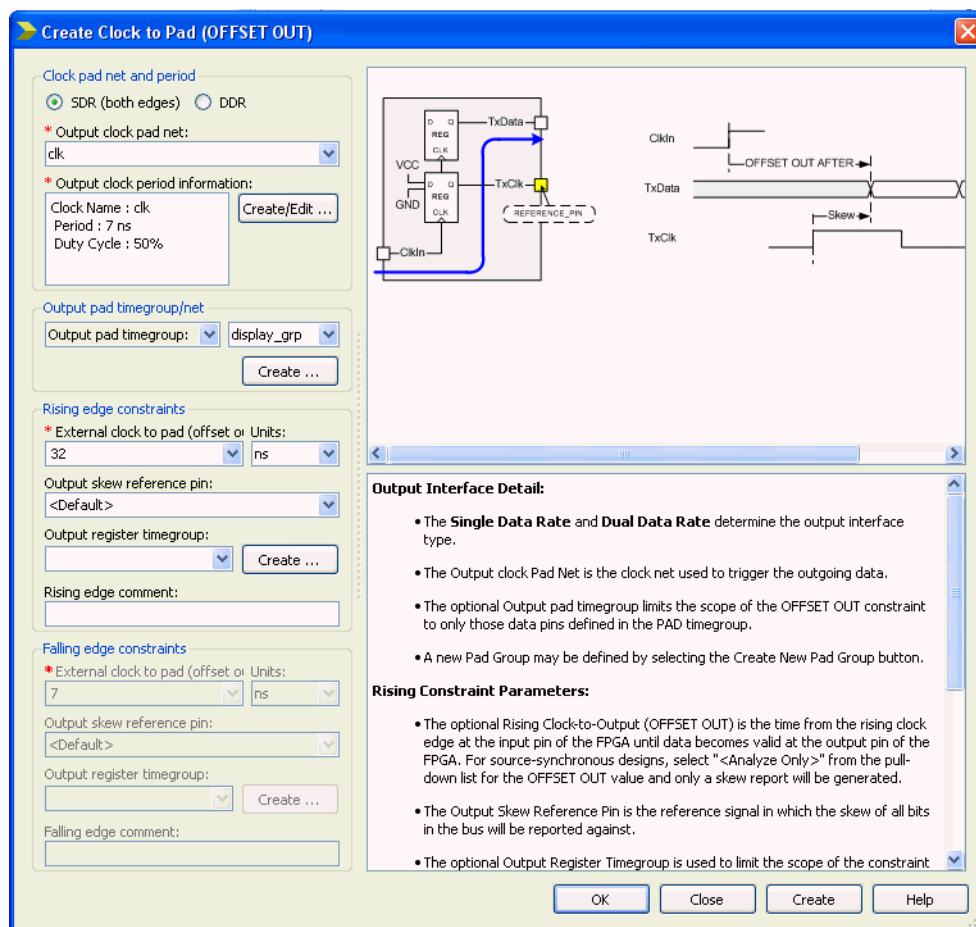 Create Clock to Pad (OFFSET OUT)
Clock pad net and period
SDR (both edges) DDR
* Output clock pad net:
clk
* Output clock period information:
Clock Name : clk
Period : 7 ns
Duty Cycle : 50%
Create/Edit ...
Output pad timegroup/net
Output pad timegroup: display_grp
Create ...
Rising edge constraints
* External clock to pad (offset o Units:
32 ns
Output skew reference pin:
<Default>
Output register timegroup:
Create ...
Rising edge comment:
Falling edge constraints
* External clock to pad (offset o Units:
7 ns
Output skew reference pin:
<Default>
Output register timegroup:
Create ...
Falling edge comment:
D Q
REG
CLK
TxData
VCC
GND
D Q
REG
CLK
TxClk
REFERENCE_PIN
ClkIn
ClkIn
OFFSET OUT AFTER
TxData
Skew
TxClk
Output Interface Detail:
• The Single Data Rate and Dual Data Rate determine the output interface
type.
• The Output clock Pad Net is the clock net used to trigger the outgoing data.
• The optional Output pad timegroup limits the scope of the OFFSET OUT constraint
to only those data pins defined in the PAD timegroup.
• A new Pad Group may be defined by selecting the Create New Pad Group button.
Rising Constraint Parameters:
• The optional Rising Clock-to-Output (OFFSET OUT) is the time from the rising clock
edge at the input pin of the FPGA until data becomes valid at the output pin of the
FPGA. For source-synchronous designs, select "<Analyze Only>" from the pull-
down list for the OFFSET OUT value and only a skew report will be generated.
• The Output Skew Reference Pin is the reference signal in which the skew of all bits
in the bus will be reported against.
• The optional Output Register Timegroup is used to limit the scope of the constraint
OK Close Create Help